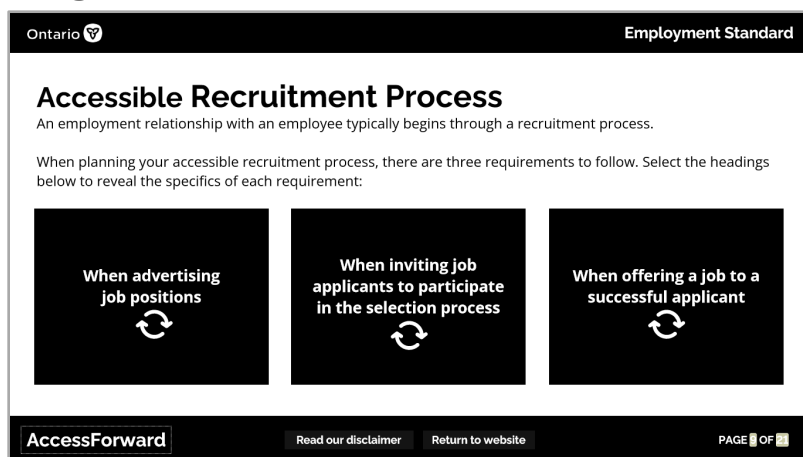 Ontario
Employment Standard
Accessible Recruitment Process
An employment relationship with an employee typically begins through a recruitment process.
When planning your accessible recruitment process, there are three requirements to follow. Select the headings
below to reveal the specifics of each requirement:
When advertising
job positions
When inviting job
applicants to participate
in the selection process
When offering a job to a
successful applicant
AccessForward
Read our disclaimer
Return to website
PAGE 9 OF 21